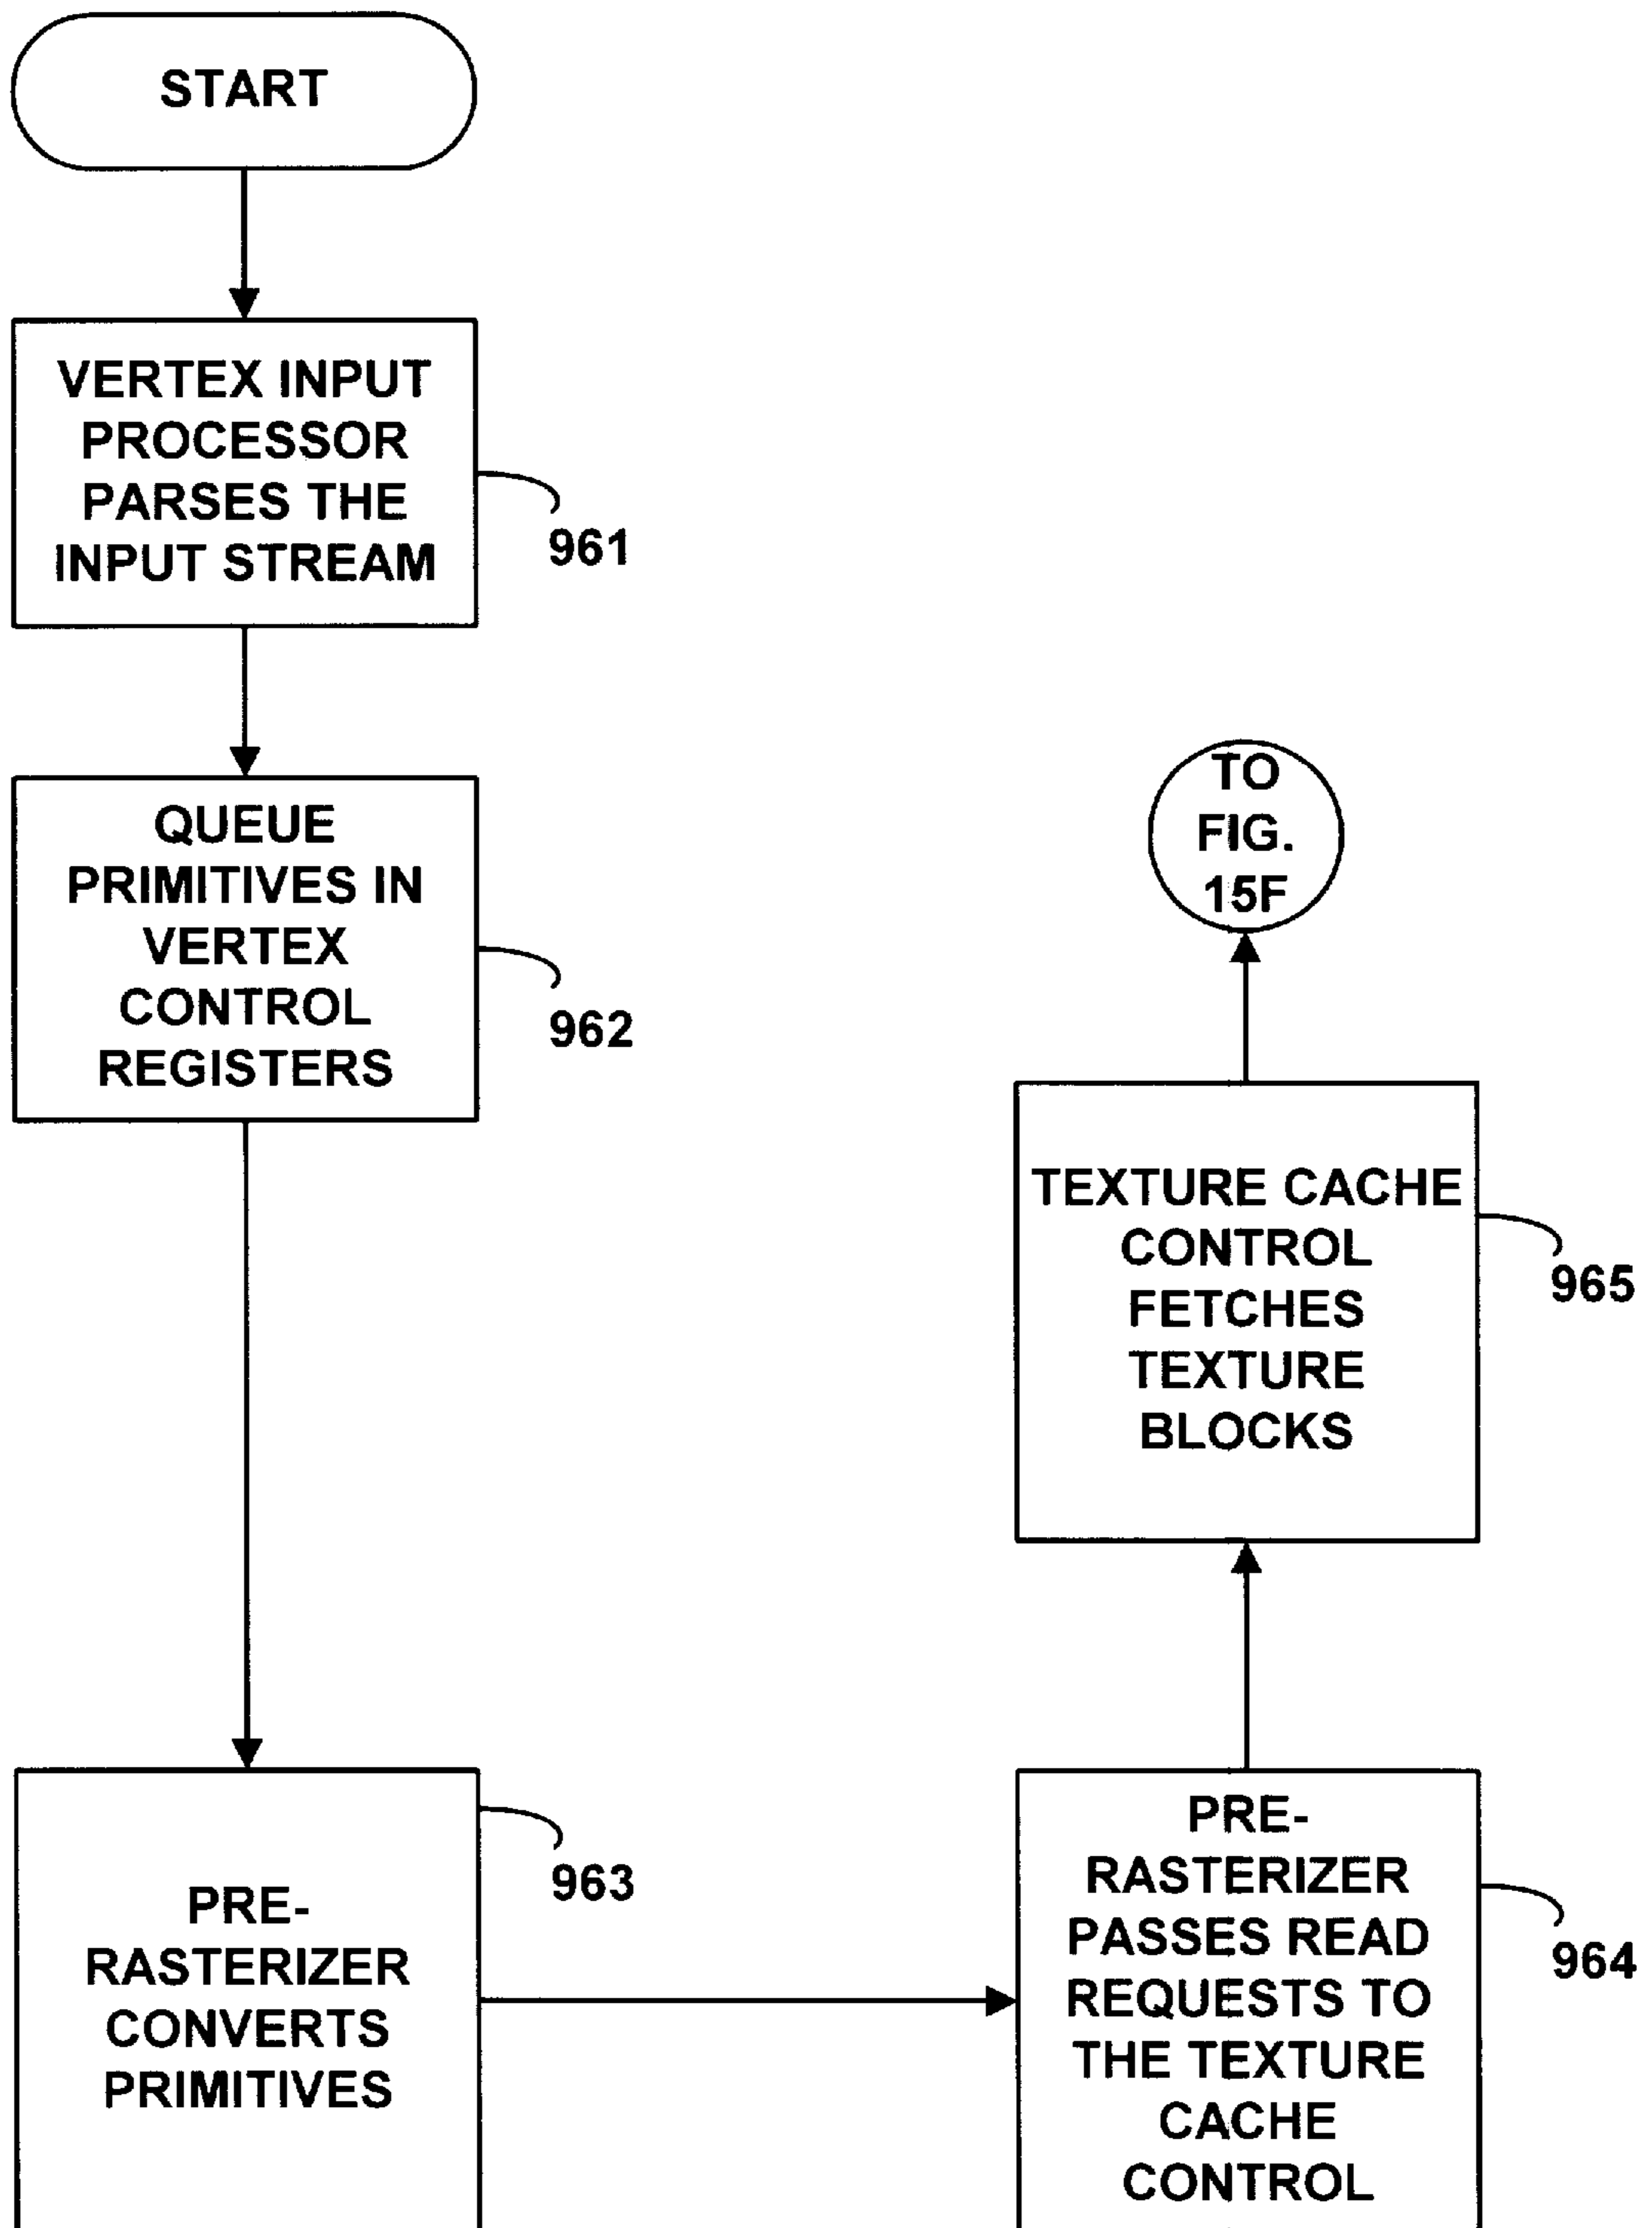 START
VERTEX INPUT
PROCESSOR
PARSES THE
INPUT STREAM
961
QUEUE
PRIMITIVES IN
VERTEX
CONTROL
REGISTERS
962
PRE-
RASTERIZER
CONVERTS
PRIMITIVES
963
PRE-
RASTERIZER
PASSES READ
REQUESTS TO
THE TEXTURE
CACHE
CONTROL
964
TEXTURE CACHE
CONTROL
FETCHES
TEXTURE
BLOCKS
965
TO
FIG.
15F